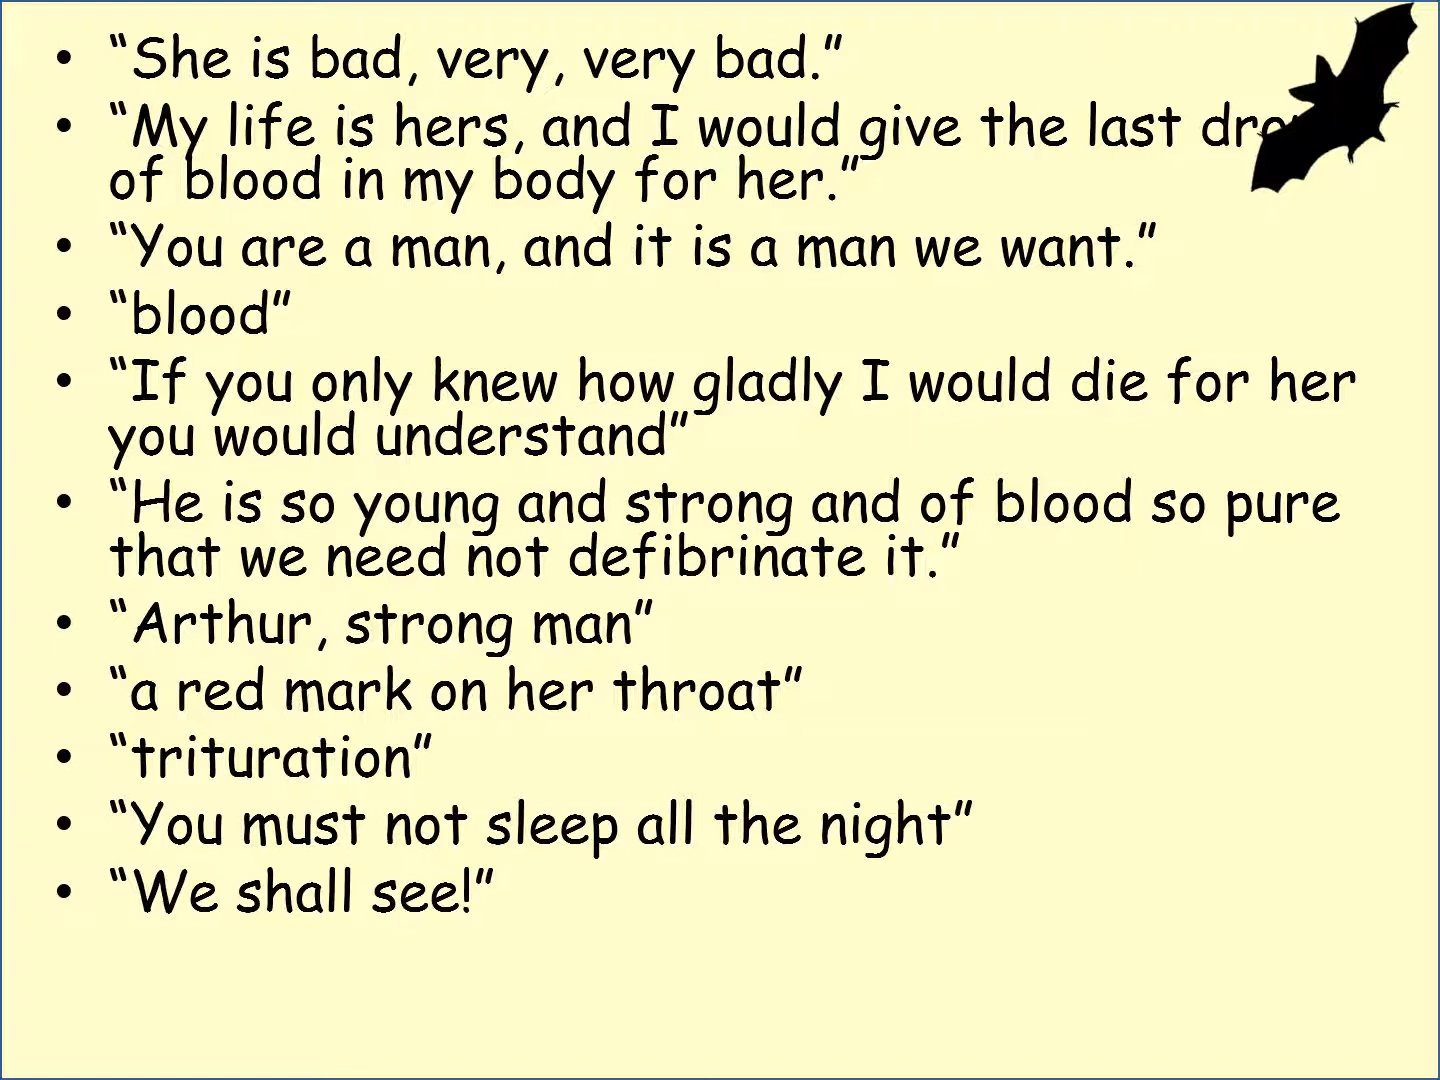 • “She is bad, very, very bad.”
• “My life is hers, and I would give the last
of blood in my body for her.”
• “You are a man, and it is a man we want.”
• “blood”
• “If you only knew how gladly I would die for her
you would understand”
• “He is so young and strong and of blood so pure
that we need not defibrinate it.”
• “Arthur, strong man”
• “a red mark on her throat”
• “trituration”
• “You must not sleep all the night”
• “We shall see!”